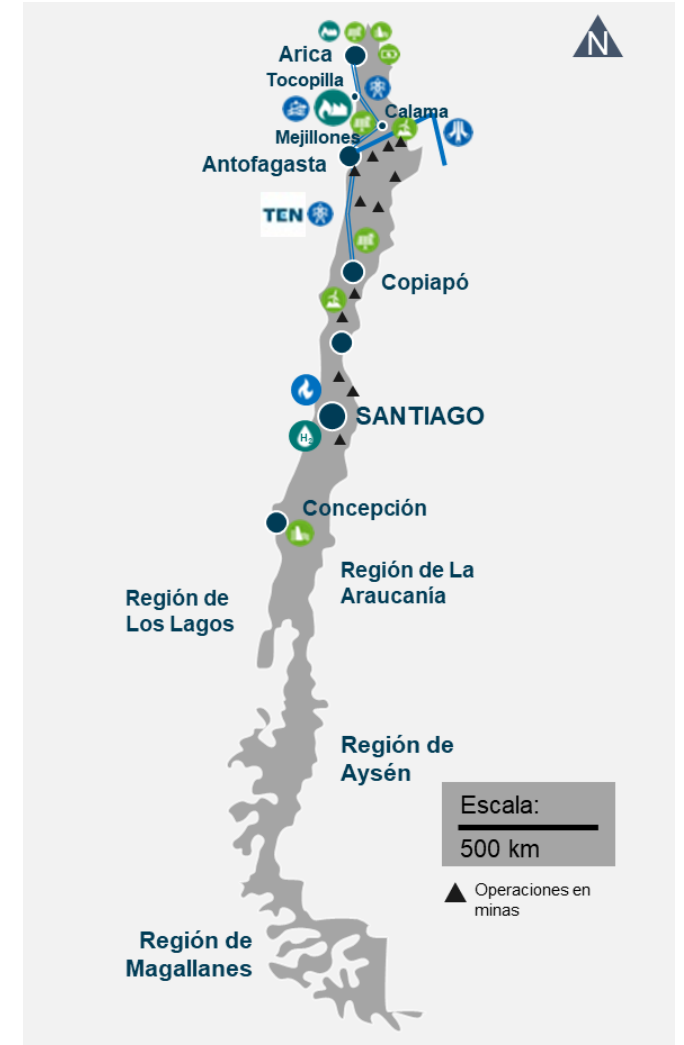 N
Arica
Tocopilla
Calama
Mejillones
Antofagasta
TEN
Copiapó
SANTIAGO
H₂
Concepción
Región de La
Araucanía
Región de
Los Lagos
Región de
Aysén
Escala:
500 km
Operaciones en
minas
Región de
Magallanes